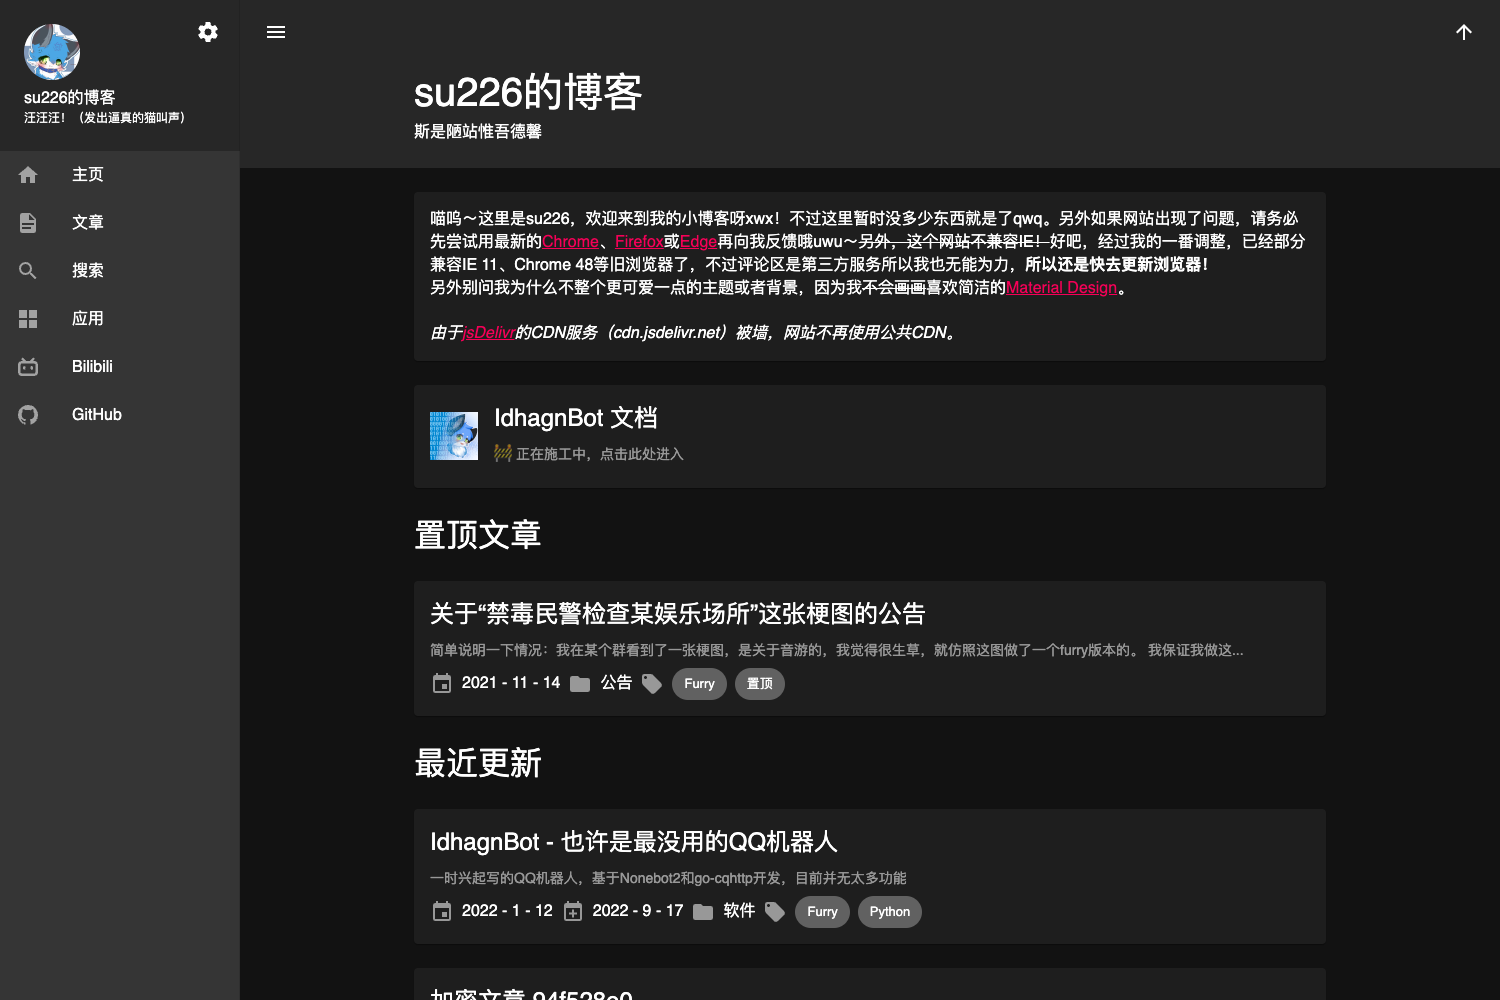 su226的博客
汪汪汪！（发出逼真的猫叫声）
主页
文章
搜索
应用
Bilibili
GitHub
su226的博客
斯是陋站惟吾德馨
喵呜～这里是su226，欢迎来到我的小博客呀xwx！不过这里暂时没多少东西就是了qwq。另外如果网站出现了问题，请务必
先尝试用最新的Chrome、Firefox或Edge再向我反馈哦uwu～另外，这个网站不兼容IE！好吧，经过我的一番调整，已经部分
兼容IE 11、Chrome 48等旧浏览器了，不过评论区是第三方服务所以我也无能为力，所以还是快去更新浏览器！
另外别问我为什么不整个更可爱一点的主题或者背景，因为我不会画画喜欢简洁的Material Design。
由于jsDelivr的CDN服务（cdn.jsdelivr.net）被墙，网站不再使用公共CDN。
IdhagnBot 文档
🚧 正在施工中，点击此处进入
置顶文章
关于“禁毒民警检查某娱乐场所”这张梗图的公告
简单说明一下情况：我在某个群看到了一张梗图，是关于音游的，我觉得很生草，就仿照这图做了一个furry版本的。 我保证我做这...
2021 - 11 - 14 公告 Furry 置顶
最近更新
IdhagnBot - 也许是最没用的QQ机器人
一时兴起写的QQ机器人，基于Nonebot2和go-cqhttp开发，目前并无太多功能
2022 - 1 - 12 2022 - 9 - 17 软件 Furry Python
加密文章 94f528e0